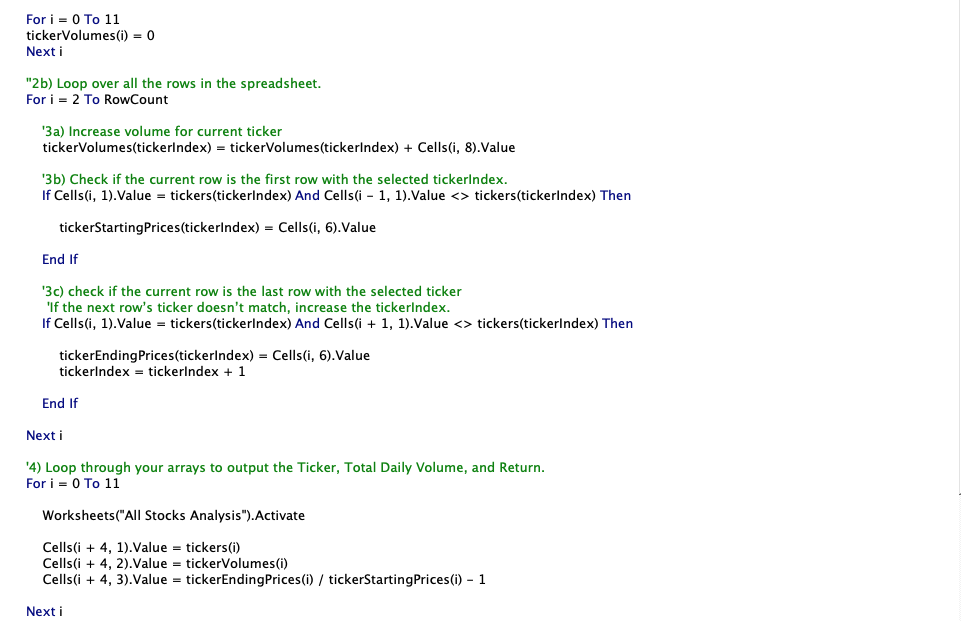 For i = 0 To 11
tickerVolumes(i) = 0
Next i
"2b) Loop over all the rows in the spreadsheet.
For i = 2 To RowCount
'3a) Increase volume for current ticker
tickerVolumes(tickerIndex) = tickerVolumes(tickerIndex) + Cells(i, 8).Value
'3b) Check if the current row is the first row with the selected tickerIndex.
If Cells(i, 1).Value = tickers(tickerIndex) And Cells(i - 1, 1).Value <> tickers(tickerIndex) Then
tickerStartingPrices(tickerIndex) = Cells(i, 6).Value
End If
'3c) check if the current row is the last row with the selected ticker
'If the next row's ticker doesn't match, increase the tickerIndex.
If Cells(i, 1).Value = tickers(tickerIndex) And Cells(i + 1, 1).Value <> tickers(tickerIndex) Then
tickerEndingPrices(tickerIndex) = Cells(i, 6).Value
tickerIndex = tickerIndex + 1
End If
Next i
'4) Loop through your arrays to output the Ticker, Total Daily Volume, and Return.
For i = 0 To 11
Worksheets("All Stocks Analysis").Activate
Cells(i + 4, 1).Value = tickers(i)
Cells(i + 4, 2).Value = tickerVolumes(i)
Cells(i + 4, 3).Value = tickerEndingPrices(i) / tickerStartingPrices(i) - 1
Next i